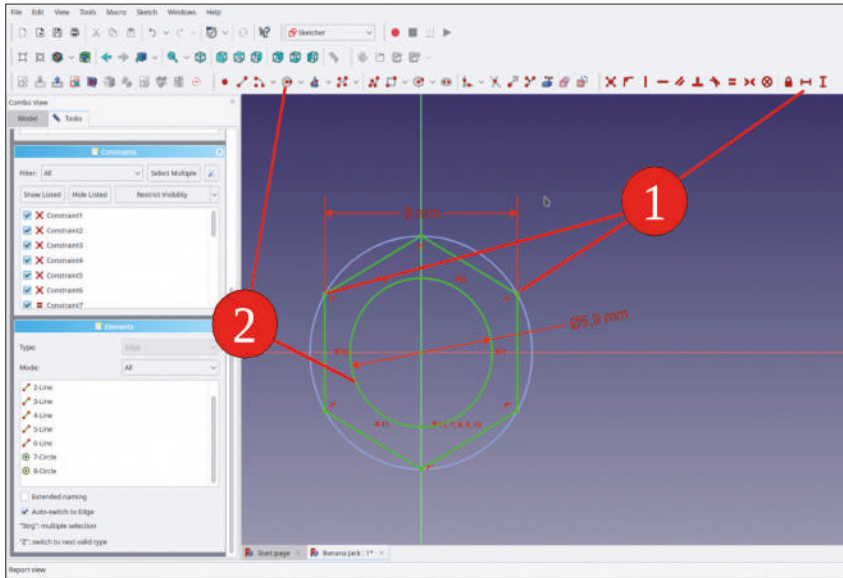 File Edit View Tools Macro Sketch Windows Help
Sketcher
Combo View
Model Tasks
Constraints
Filter: All Select Multiple
Show Listed Hide Listed Restrict Visibility
Constraint1
Constraint2
Constraint3
Constraint4
Constraint5
Constraint6
Constraint7
Elements
Type: Edge
Mode: All
2-Line
3-Line
4-Line
5-Line
6-Line
7-Circle
8-Circle
Extended naming
Auto-switch to Edge
"Strg": multiple selection
"Z": switch to next valid type
8 mm
Ø5,9 mm
1
2
Start page
Banana jack : 1*
Report view